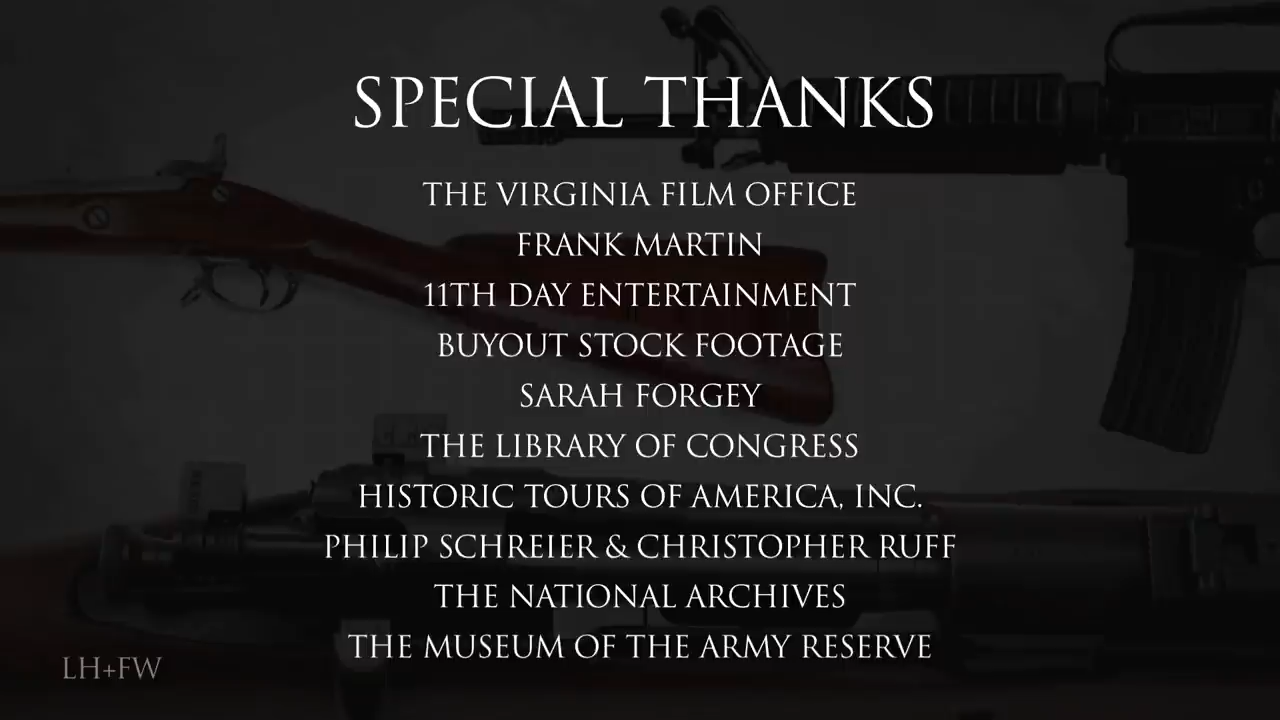 SPECIAL THANKS
THE VIRGINIA FILM OFFICE
FRANK MARTIN
11TH DAY ENTERTAINMENT
BUYOUT STOCK FOOTAGE
SARAH FORGEY
THE LIBRARY OF CONGRESS
HISTORIC TOURS OF AMERICA, INC.
PHILIP SCHREIER & CHRISTOPHER RUFF
THE NATIONAL ARCHIVES
THE MUSEUM OF THE ARMY RESERVE
LH+FW